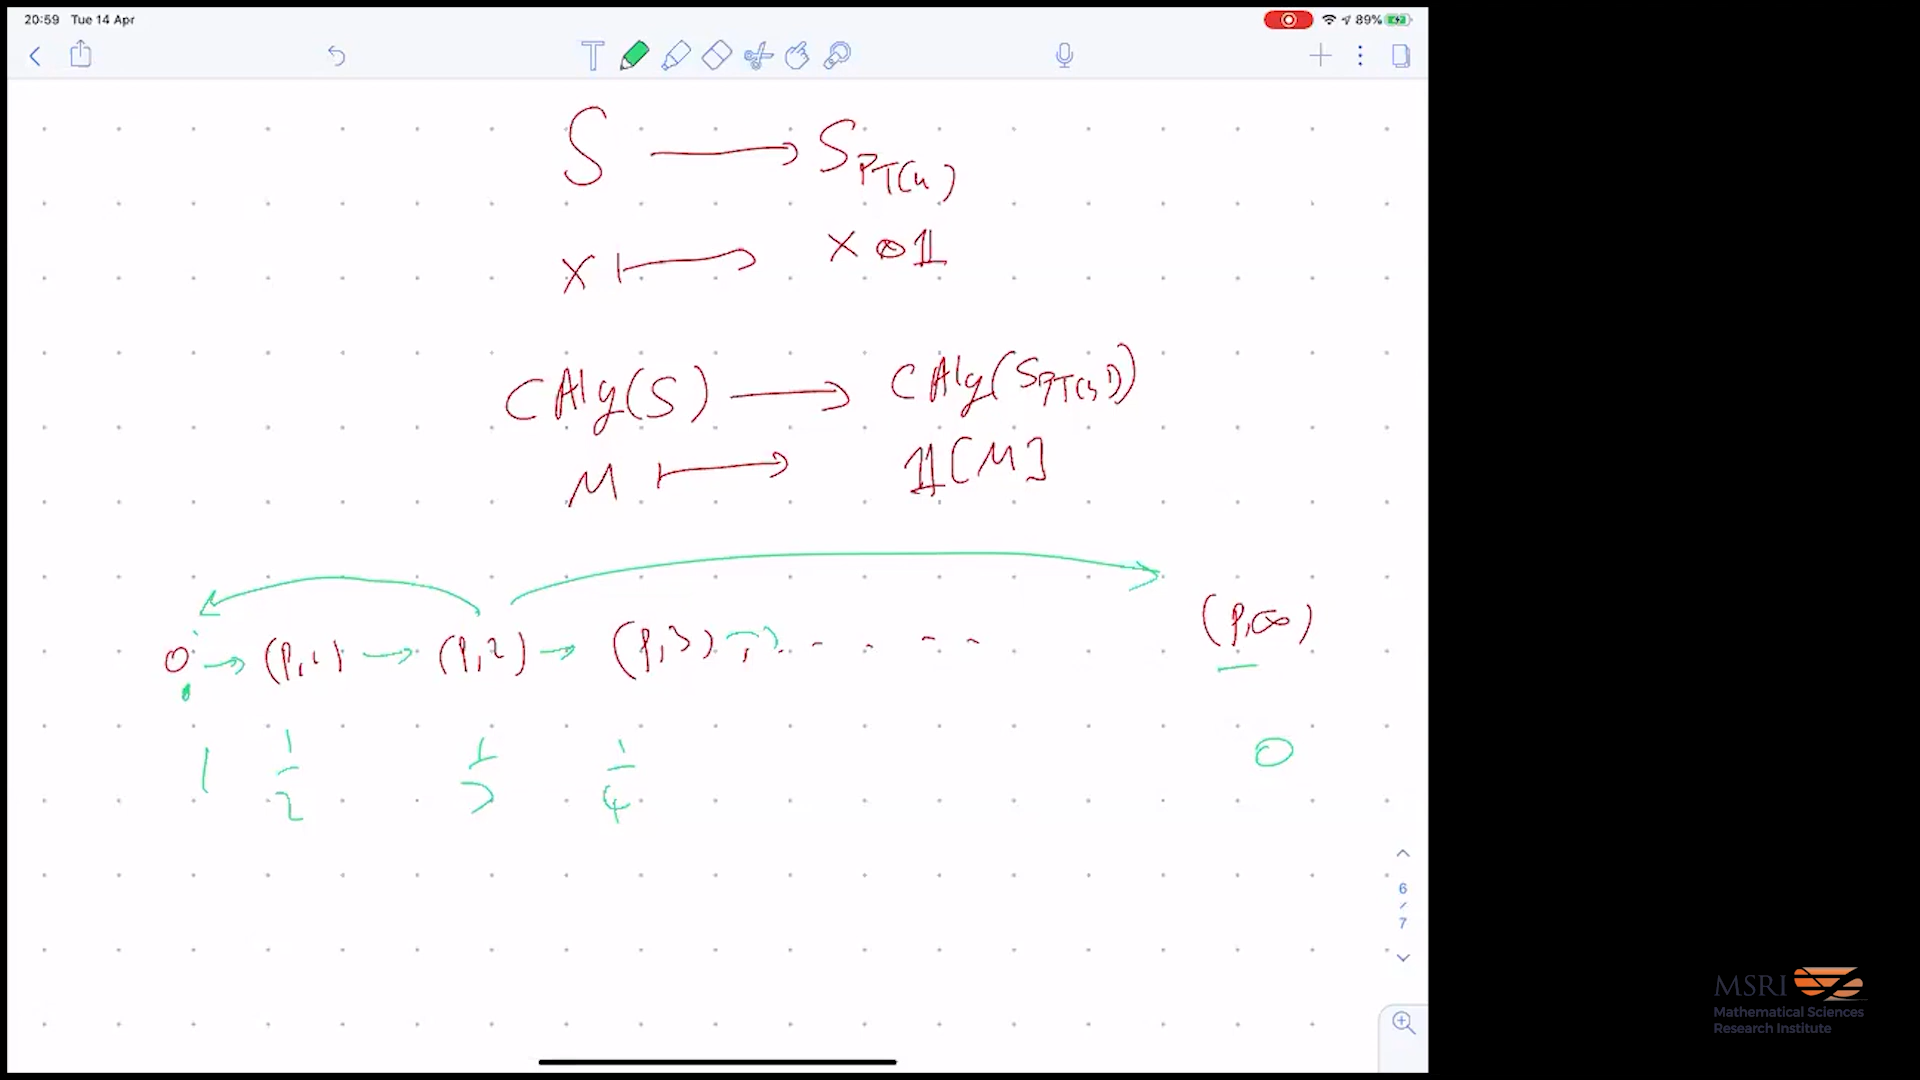 20:59 Tue 14 Apr
89%
S → S_{PT(n)}
X ↦ X ⊗ 𝟙
CAlg(S) → CAlg(S_{PT(n)})
M ↦ 𝟙[M]
0 → (p,1) → (p,2) → (p,3) → . . . . . (p,∞)
1 1/2 1/3 1/4 0
6 / 7
MSRI
Mathematical Sciences
Research Institute